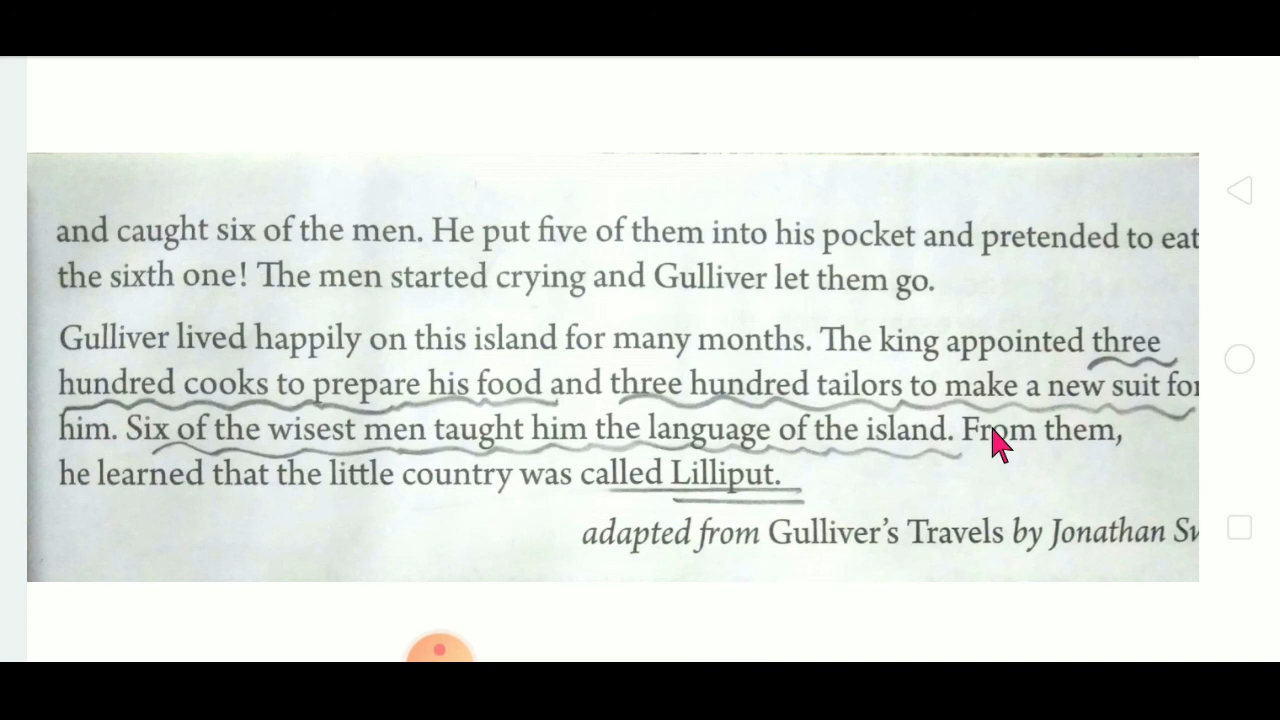 and caught six of the men. He put five of them into his pocket and pretended to eat
the sixth one! The men started crying and Gulliver let them go.
Gulliver lived happily on this island for many months. The king appointed three
hundred cooks to prepare his food and three hundred tailors to make a new suit for
him. Six of the wisest men taught him the language of the island. From them,
he learned that the little country was called Lilliput.
adapted from Gulliver's Travels by Jonathan